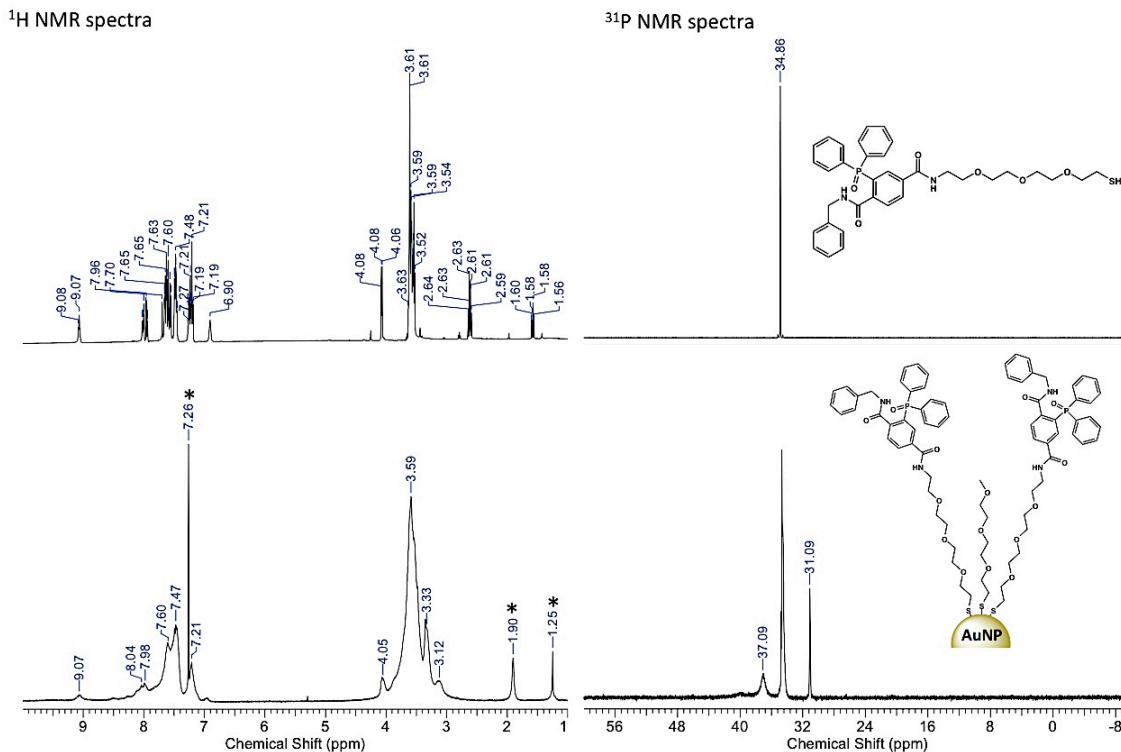 ¹H NMR spectra
³¹P NMR spectra
9.08
9.07
7.96
7.70
7.65
7.65
7.63
7.60
7.27
7.21
7.48
7.21
7.19
7.19
6.90
4.08
4.08
4.06
3.63
3.61
3.61
3.59
3.59
3.54
3.52
2.64
2.63
2.63
2.61
2.61
2.59
1.60
1.58
1.58
1.56
34.86
P
O
O
N
H
O
O
O
SH
NH
O
9.07
8.04
7.98
7.60
7.47
7.26 *
7.21
4.05
3.59
3.33
3.12
1.90 *
1.25 *
9 8 7 6 5 4 3 2 1
Chemical Shift (ppm)
37.09
31.09
NH
O
O
P
O
NH
O
O
O
S
O
O
O
S
NH
O
O
P
O
NH
O
O
O
S
AuNP
56 48 40 32 24 16 8 0 -8
Chemical Shift (ppm)